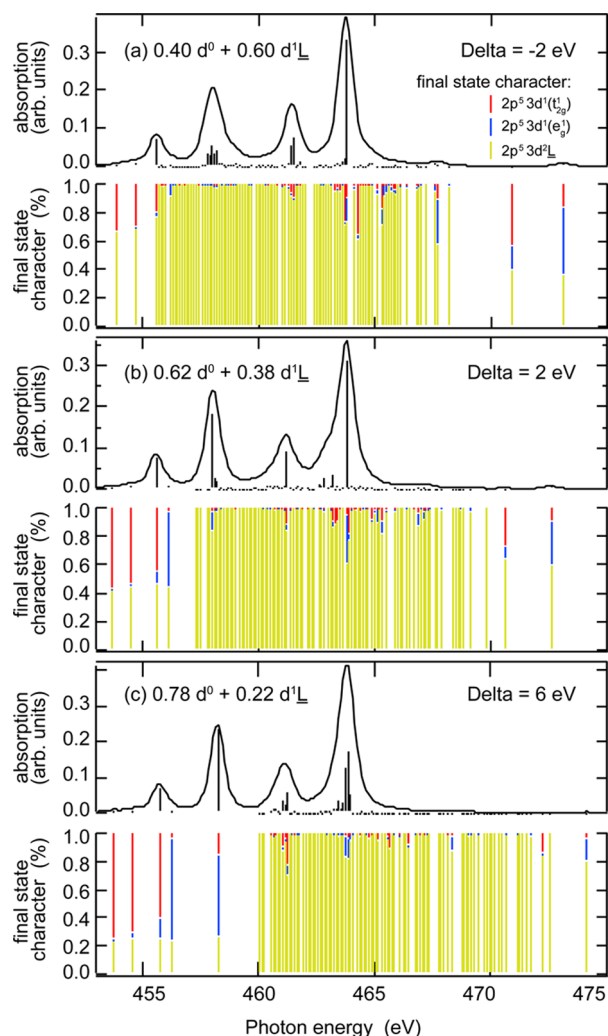 (a) 0.40 d⁰ + 0.60 d¹L Delta = -2 eV
final state character:
2p⁵ 3d¹(t¹₂g)
2p⁵ 3d¹(e¹g)
2p⁵ 3d²L
absorption
(arb. units)
0.3
0.2
0.1
0.0
final state
character (%)
1.0
0.8
0.6
0.4
0.2
0.0
(b) 0.62 d⁰ + 0.38 d¹L Delta = 2 eV
absorption
(arb. units)
0.3
0.2
0.1
0.0
final state
character (%)
1.0
0.8
0.6
0.4
0.2
0.0
(c) 0.78 d⁰ + 0.22 d¹L Delta = 6 eV
absorption
(arb. units)
0.3
0.2
0.1
0.0
final state
character (%)
1.0
0.8
0.6
0.4
0.2
0.0
455 460 465 470 475
Photon energy (eV)